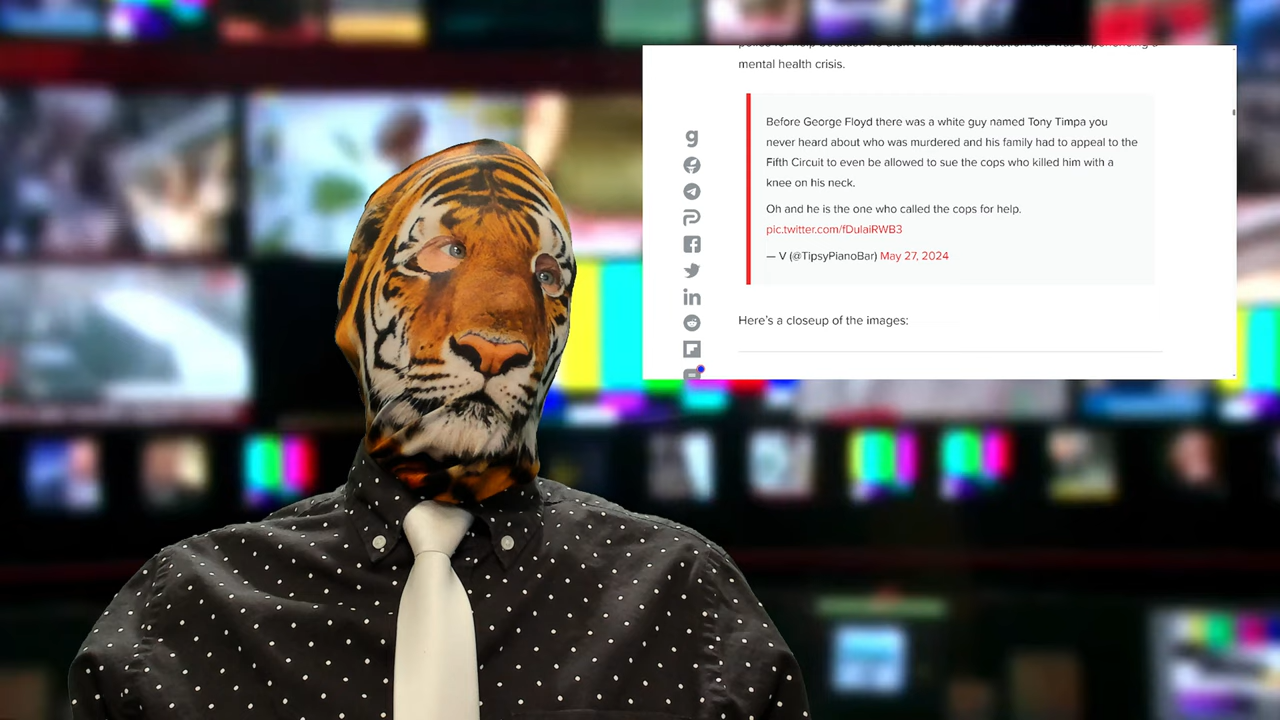 mental health crisis.
Before George Floyd there was a white guy named Tony Timpa you
never heard about who was murdered and his family had to appeal to the
Fifth Circuit to even be allowed to sue the cops who killed him with a
knee on his neck.
Oh and he is the one who called the cops for help.
pic.twitter.com/fDulaiRWB3
— V (@TipsyPianoBar) May 27, 2024
Here's a closeup of the images: